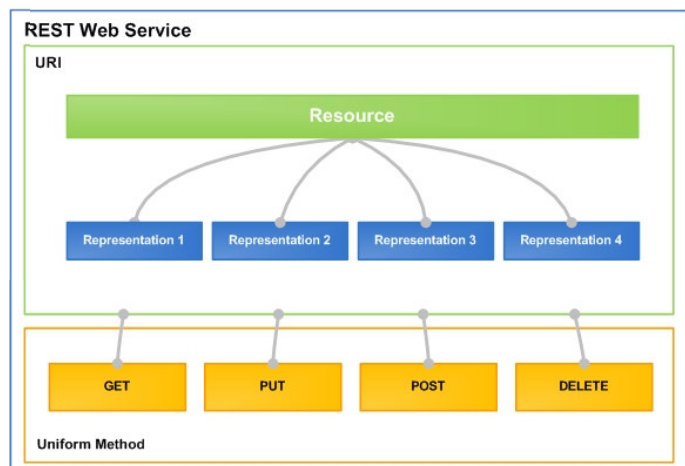 REST Web Service
URI
Resource
Representation 1
Representation 2
Representation 3
Representation 4
GET
PUT
POST
DELETE
Uniform Method